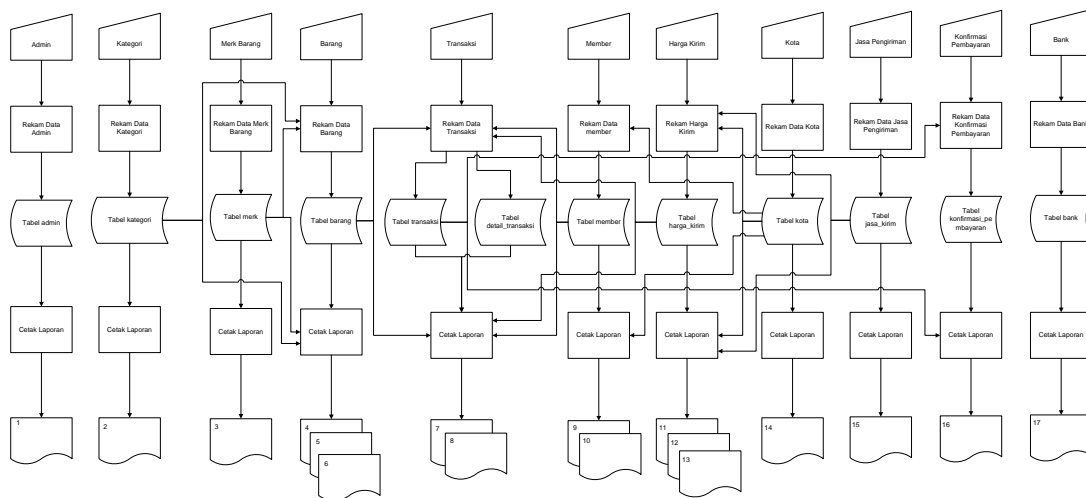 Admin
Kategori
Merk Barang
Barang
Transaksi
Member
Harga Kirim
Kota
Jasa Pengiriman
Konfirmasi
Pembayaran
Bank
Rekam Data
Admin
Rekam Data
Kategori
Rekam Data Merk
Barang
Rekam Data
Barang
Rekam Data
Transaksi
Rekam Data
member
Rekam Harga
Kirim
Rekam Data Kota
Rekam Data Jasa
Pengiriman
Rekam Data
Konfirmasi
Pembayaran
Rekam Data Bank
Tabel admin
Tabel kategori
Tabel merk
Tabel barang
Tabel transaksi
Tabel
detail_transaksi
Tabel member
Tabel
harga_kirim
Tabel kota
Tabel
jasa_kirim
Tabel
konfirmasi_pe
mbayaran
Tabel bank
Cetak Laporan
Cetak Laporan
Cetak Laporan
Cetak Laporan
Cetak Laporan
Cetak Laporan
Cetak Laporan
Cetak Laporan
Cetak Laporan
Cetak Laporan
Cetak Laporan
1
2
3
4
5
6
7
8
9
10
11
12
13
14
15
16
17